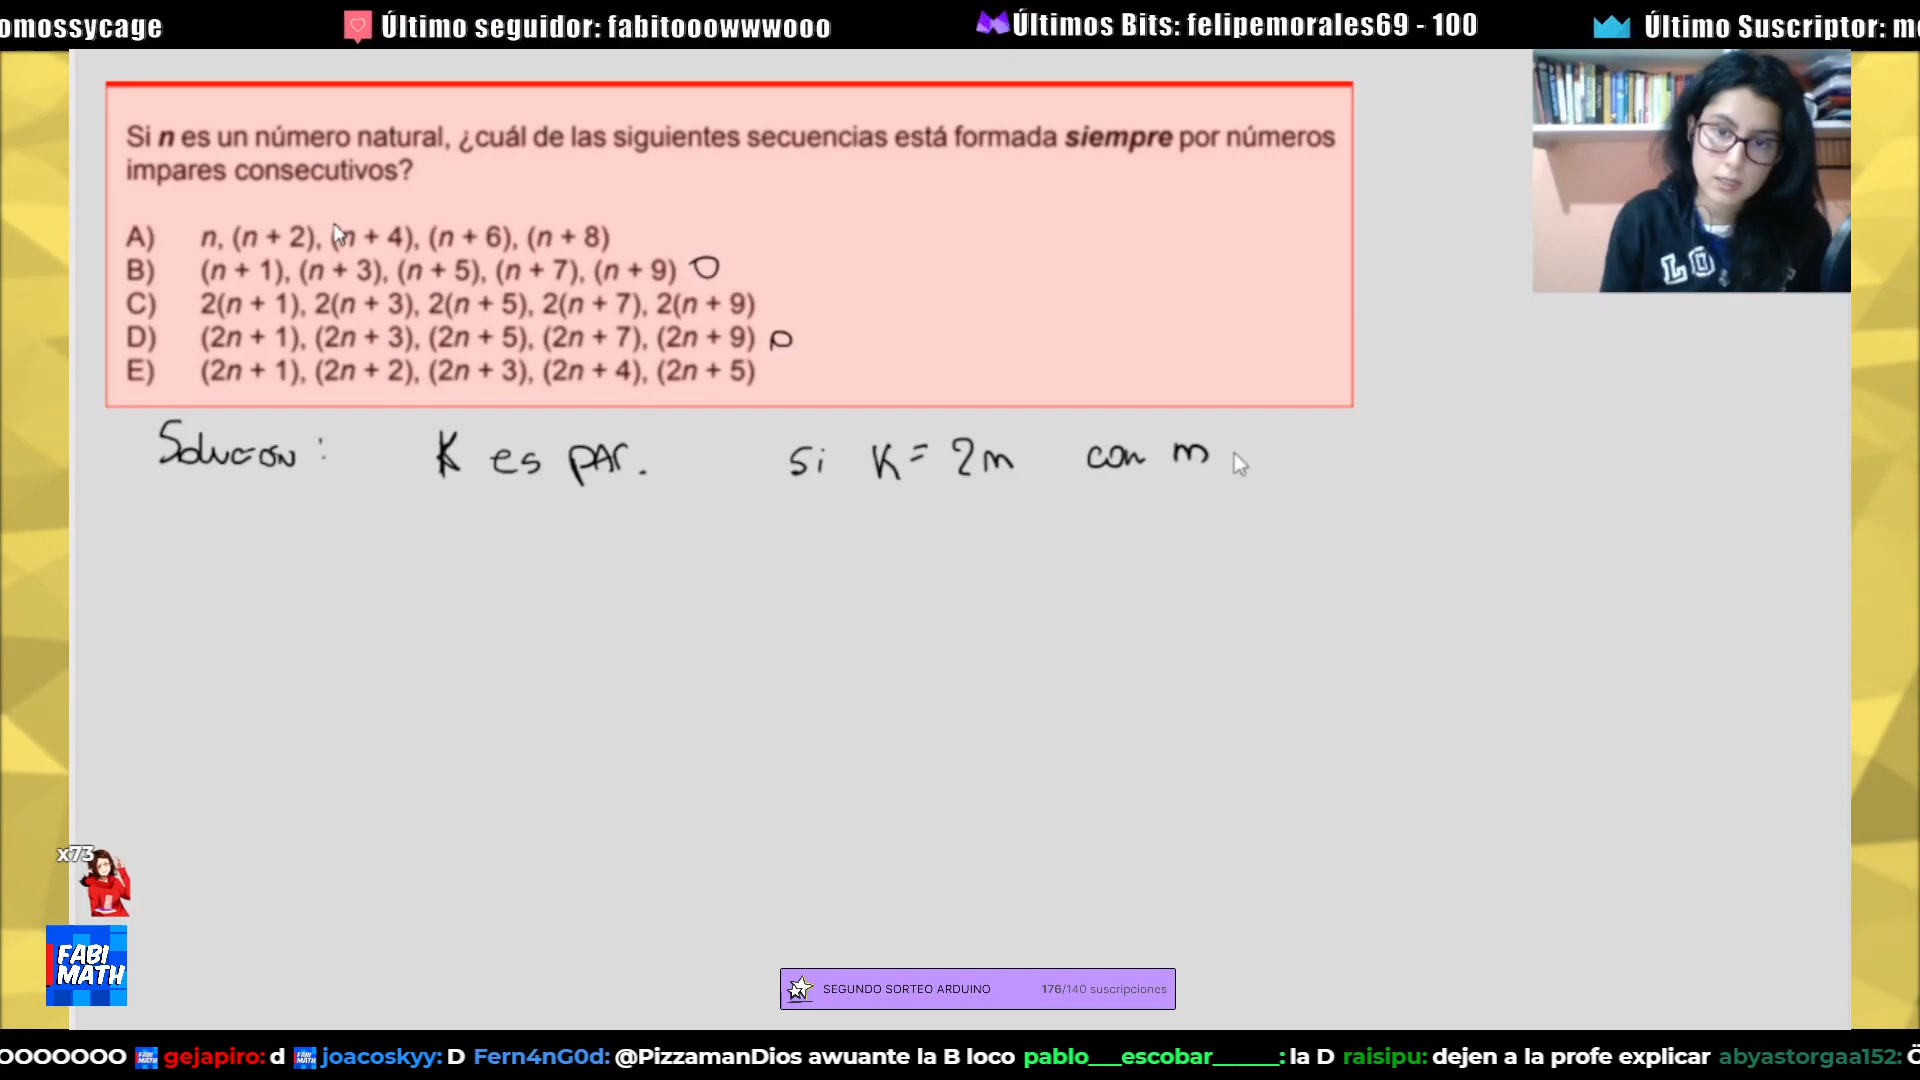 omossycage
Último seguidor: fabitooowwwooo
Últimos Bits: felipemorales69 - 100
Último Suscriptor: m
Si n es un número natural, ¿cuál de las siguientes secuencias está formada siempre por números
impares consecutivos?
A) n, (n + 2), (n + 4), (n + 6), (n + 8)
B) (n + 1), (n + 3), (n + 5), (n + 7), (n + 9)
C) 2(n + 1), 2(n + 3), 2(n + 5), 2(n + 7), 2(n + 9)
D) (2n + 1), (2n + 3), (2n + 5), (2n + 7), (2n + 9)
E) (2n + 1), (2n + 2), (2n + 3), (2n + 4), (2n + 5)
LO
Solución: K es par. si K = 2m con m
x73
FABI
MATH
SEGUNDO SORTEO ARDUINO 176/140 suscripciones
OOOOOOO gejapiro: d joacoskyy: D Fern4nG0d: @PizzamanDios awuante la B loco pablo___escobar______: la D raisipu: dejen a la profe explicar abyastorgaa152: